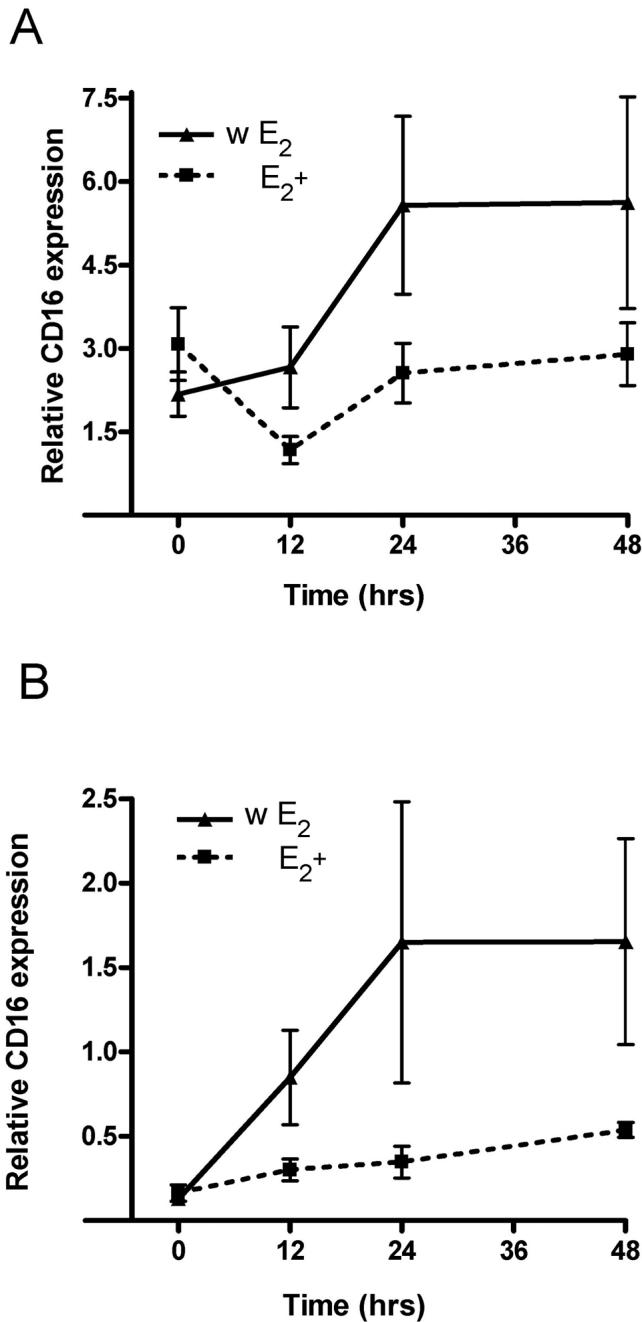 A
7.5
6.0
4.5
3.0
1.5
Relative CD16 expression
w E₂
E₂⁺
0 12 24 36 48
Time (hrs)
B
2.5
2.0
1.5
1.0
0.5
Relative CD16 expression
w E₂
E₂⁺
0 12 24 36 48
Time (hrs)